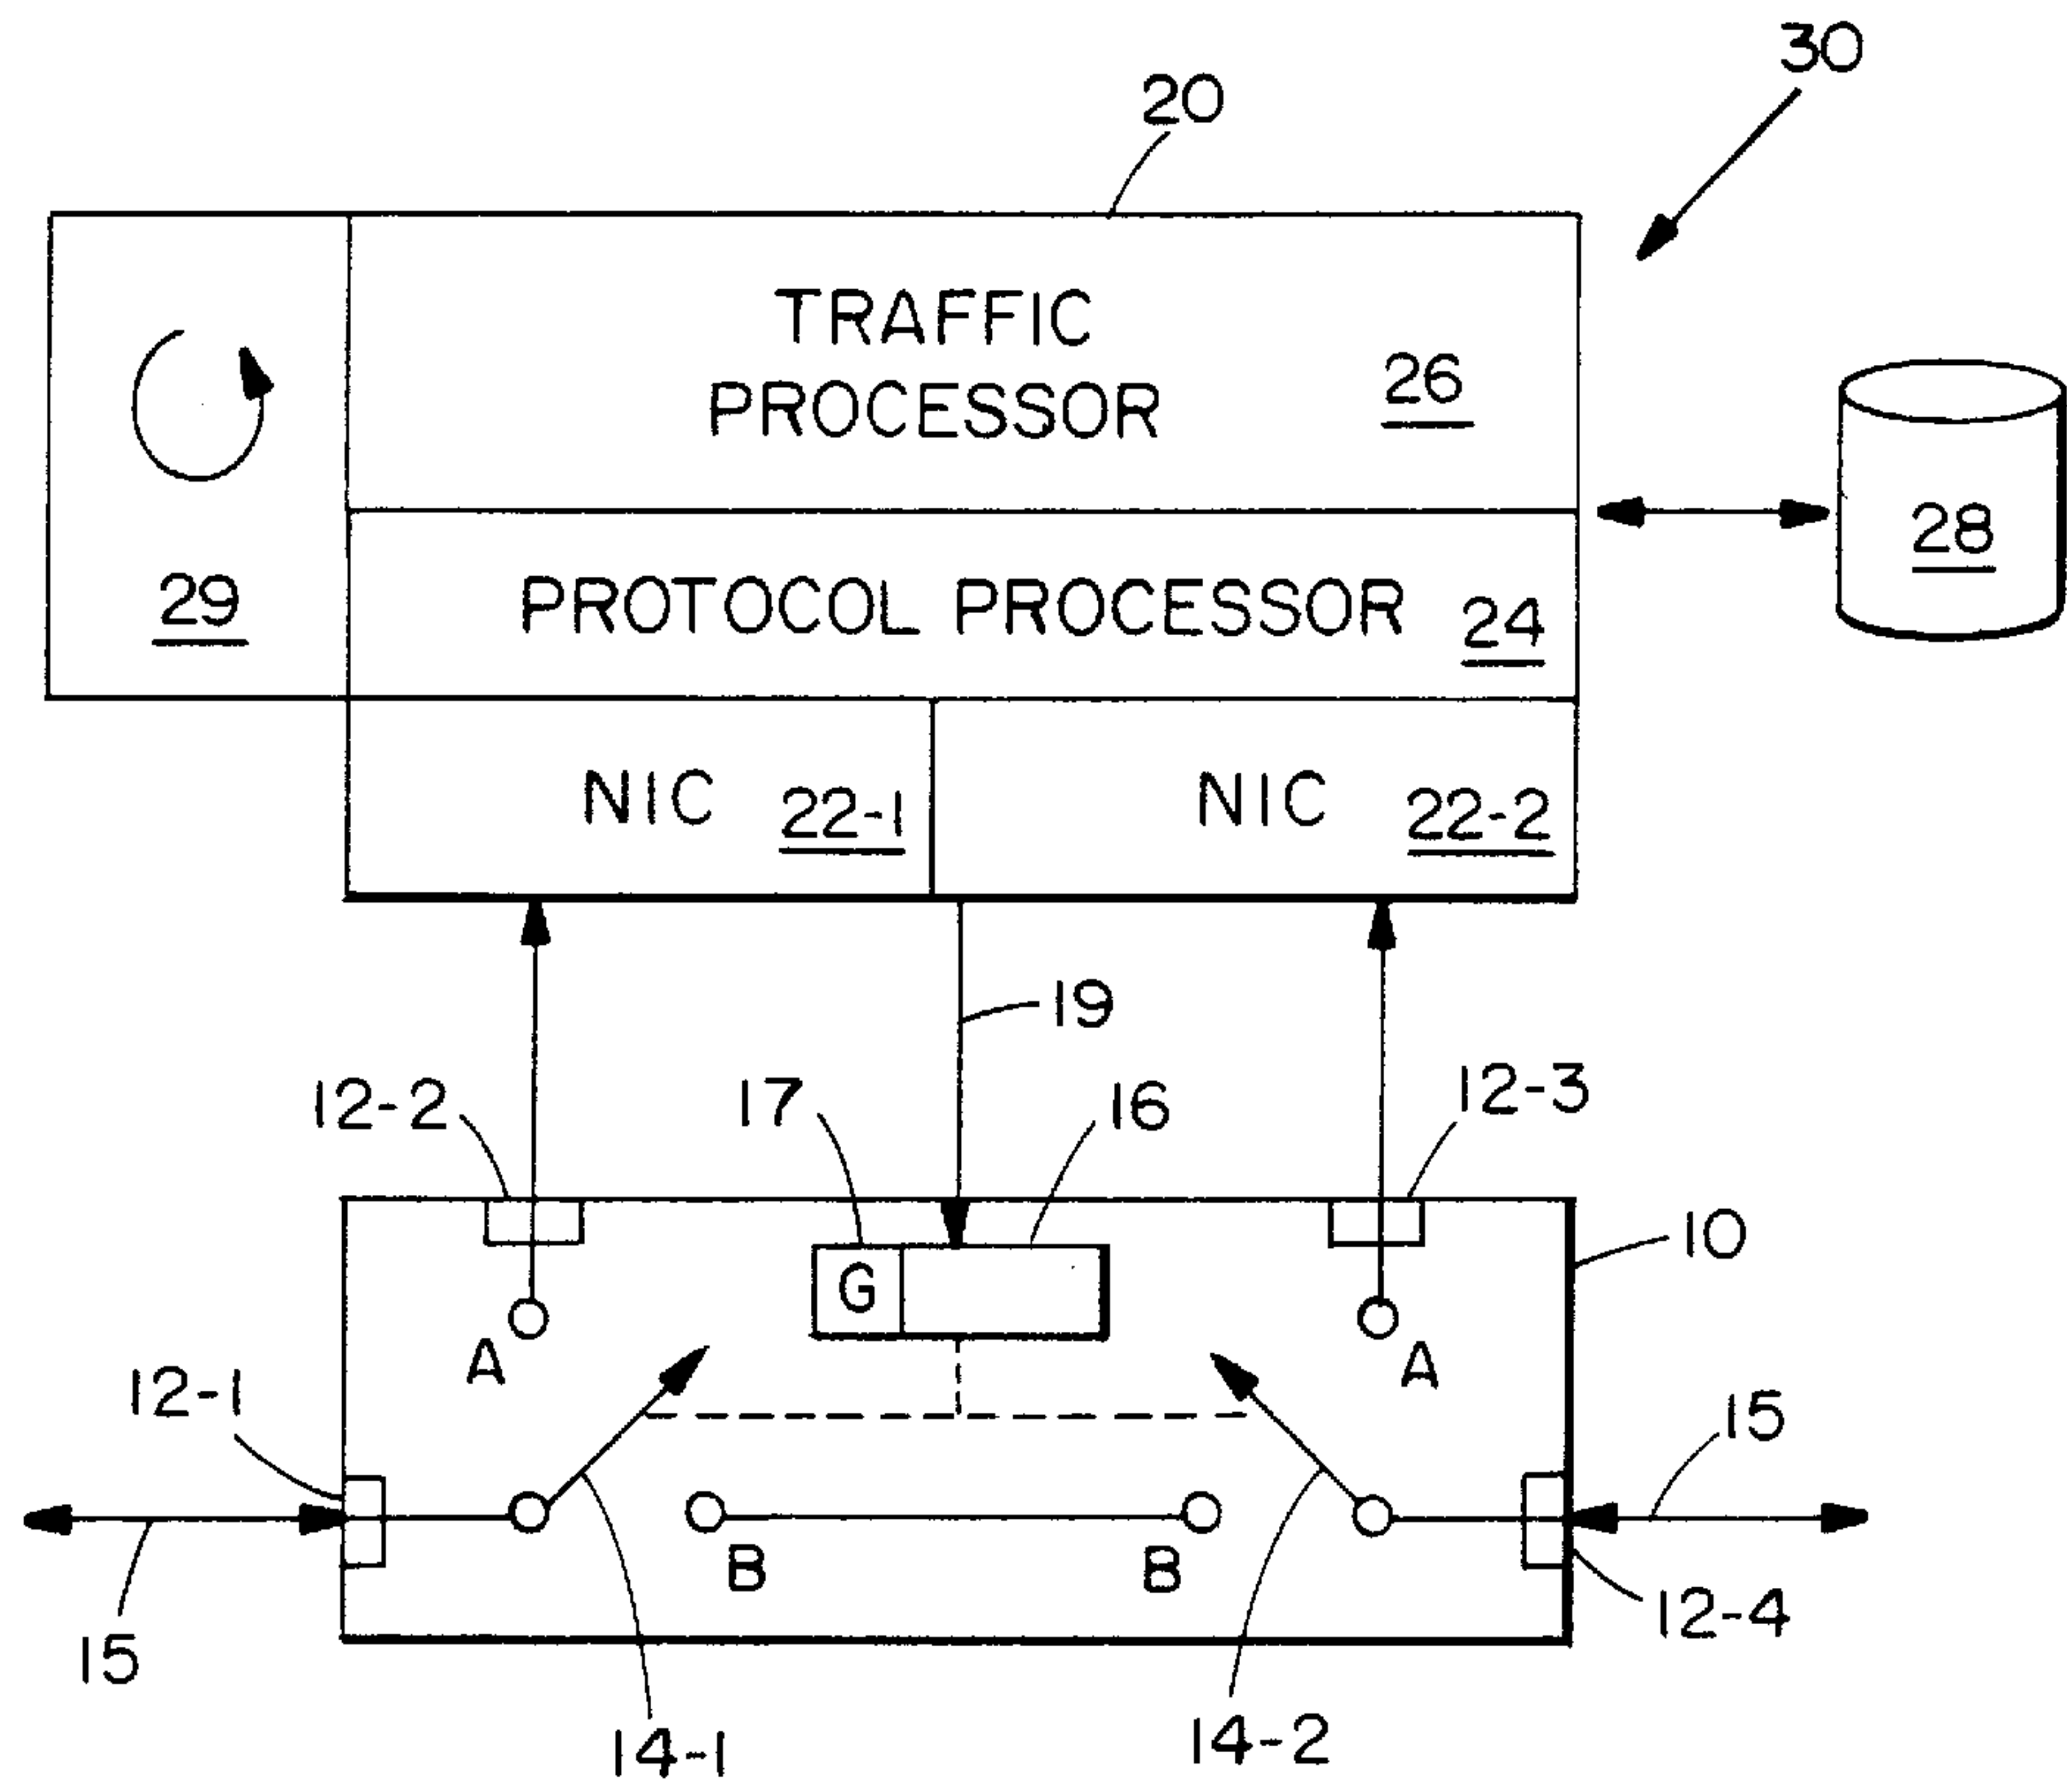 30
20
TRAFFIC
PROCESSOR
26
28
29
PROTOCOL PROCESSOR
24
NIC
22-1
NIC
22-2
19
12-2
17
16
12-3
10
G
A
A
12-1
15
B
B
12-4
15
14-1
14-2